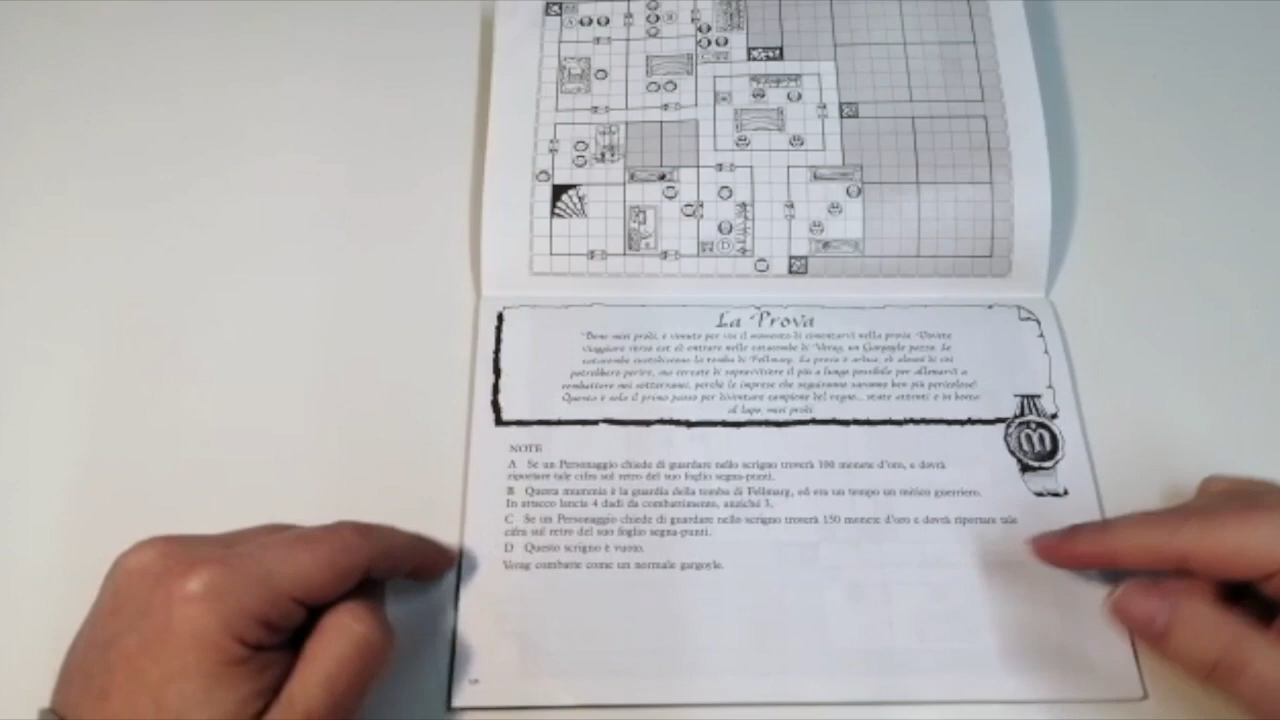 La Prova
"Bene miei prodi, è venuto per voi il momento di cimentarvi nella prova. Dovrete
viaggiare verso est ed entrare nelle catacombe di Verag, un Gargoyle pazzo. Le
catacombe custodiscono la tomba di Fellmarg. La prova è ardua, ed alcuni di voi
potrebbero perire, ma cercate di sopravvivere il più a lungo possibile per allenarvi a
combattere nei sotterranei, perché le imprese che seguiranno saranno ben più pericolose!
Questo è solo il primo passo per diventare campione del regno... state attenti e in bocca
al lupo, miei prodi.
NOTE
A Se un Personaggio chiede di guardare nello scrigno troverà 100 monete d'oro, e dovrà
riportare tale cifra sul retro del suo foglio segna-punti.
B Questa mummia è la guardia della tomba di Fellmarg, ed era un tempo un mitico guerriero.
In attacco lancia 4 dadi da combattimento, anziché 3.
C Se un Personaggio chiede di guardare nello scrigno troverà 150 monete d'oro e dovrà riportare tale
cifra sul retro del suo foglio segna-punti.
D Questo scrigno è vuoto.
Verag combatte come un normale gargoyle.
A
B
D